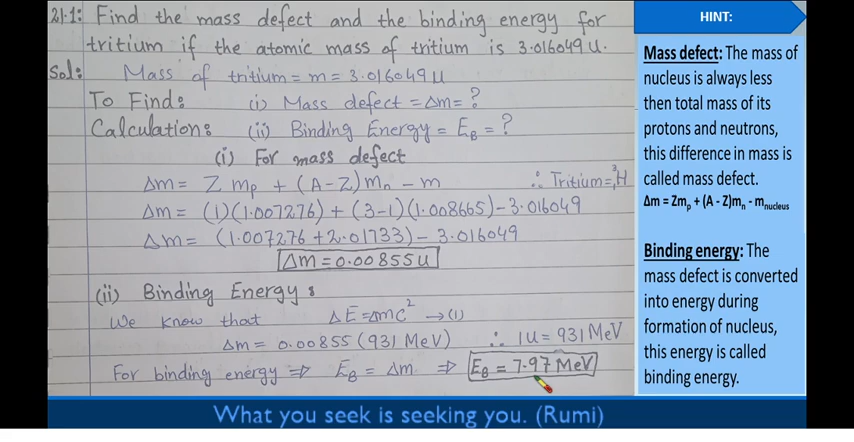 21.1: Find the mass defect and the binding energy for
tritium if the atomic mass of tritium is 3.016049 U.
Sol: Mass of tritium = m = 3.016049 U
To Find: (i) Mass defect = Δm = ?
Calculation: (ii) Binding Energy = E_B = ?
(i) For mass defect
Δm = Z mp + (A-Z) mn - m ∴ Tritium = ³₁H
Δm = (1)(1.007276) + (3-1)(1.008665) - 3.016049
Δm = (1.007276 + 2.01733) - 3.016049
Δm = 0.00855 U
(ii) Binding Energy:
We know that ΔE = Δmc² → (1)
Δm = 0.00855 (931 MeV) ∴ 1U = 931 MeV
For binding energy ⇒ E_B = Δm ⇒ E_B = 7.97 MeV
HINT:
Mass defect: The mass of
nucleus is always less
then total mass of its
protons and neutrons,
this difference in mass is
called mass defect.
Δm = Zmp + (A - Z)mn - mnucleus
Binding energy: The
mass defect is converted
into energy during
formation of nucleus,
this energy is called
binding energy.
What you seek is seeking you. (Rumi)